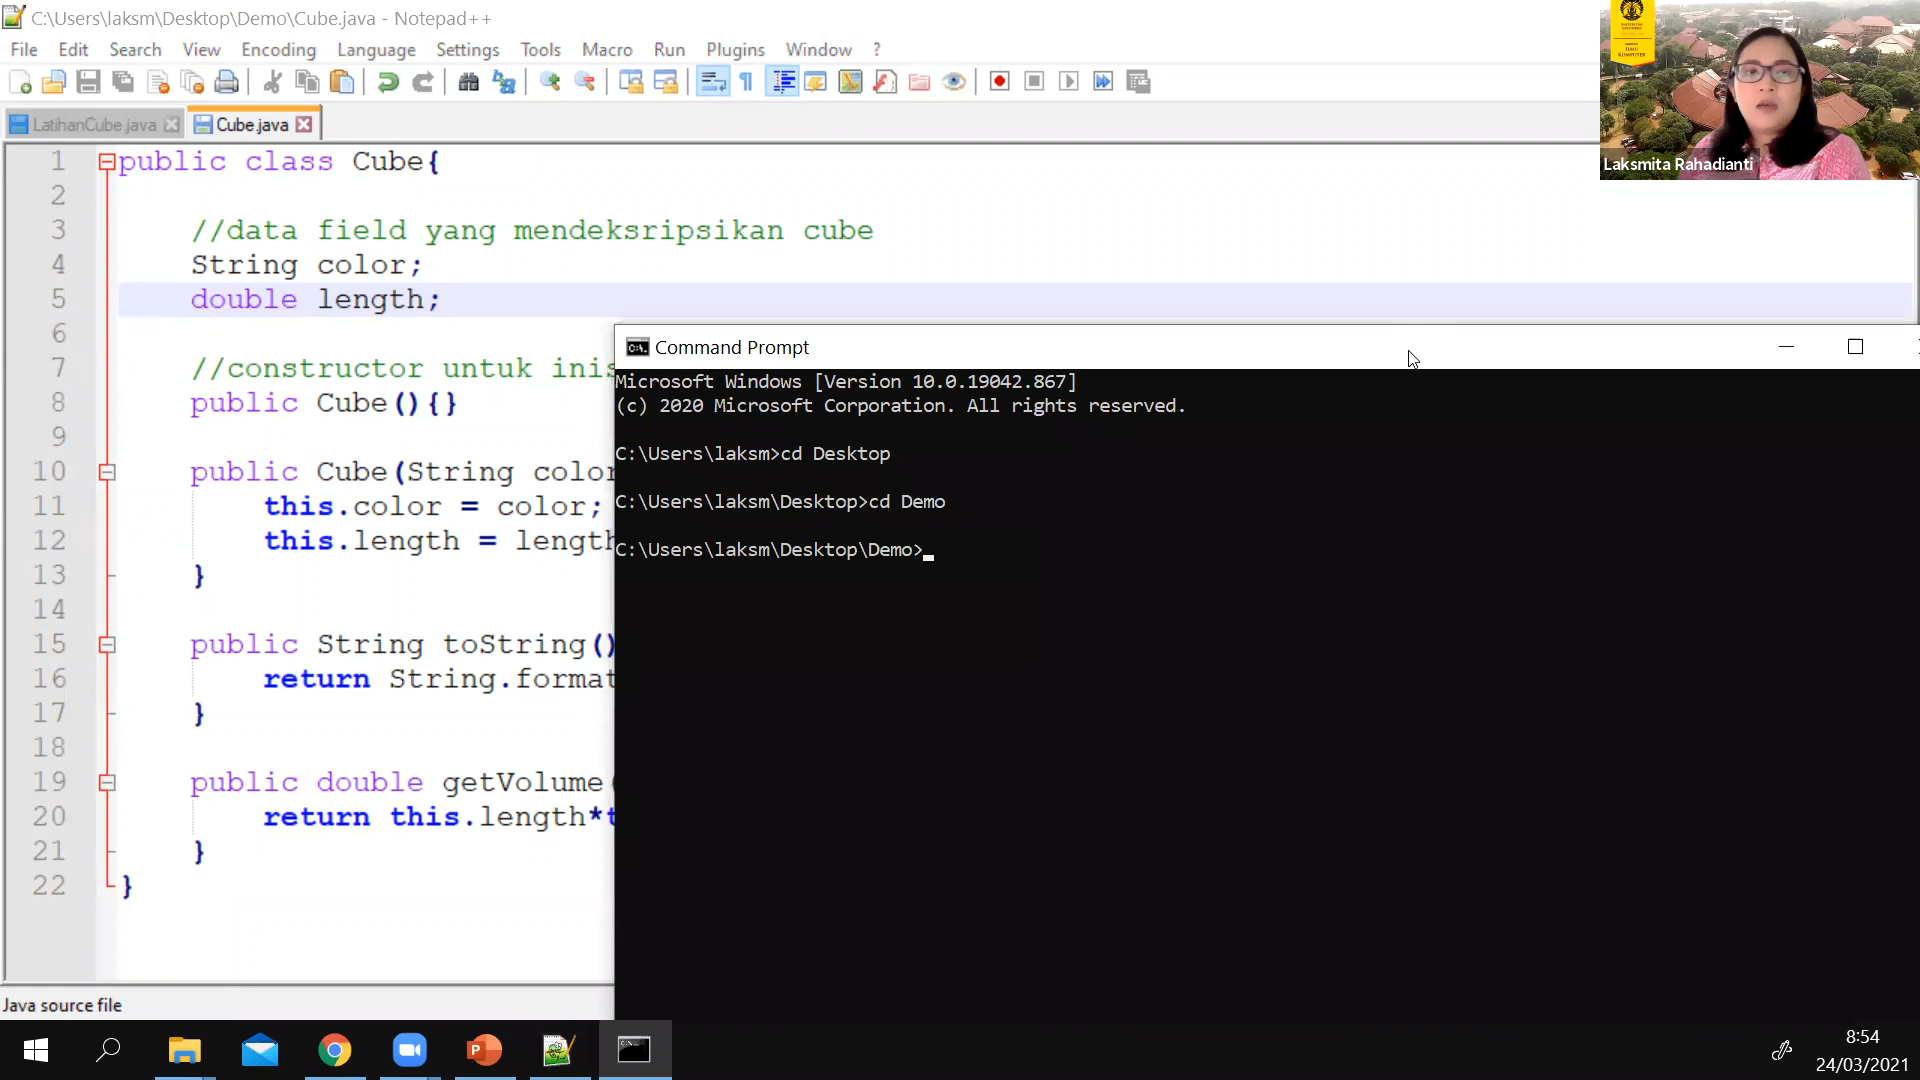 C:\Users\laksm\Desktop\Demo\Cube.java - Notepad++
File Edit Search View Encoding Language Settings Tools Macro Run Plugins Window ?
LatihanCube.java
Cube.java
1 public class Cube{
2
3 //data field yang mendeksripsikan cube
4 String color;
5 double length;
6
7 //constructor untuk inis
8 public Cube(){}
9
10 public Cube(String color
11 this.color = color;
12 this.length = length
13 }
14
15 public String toString()
16 return String.format
17 }
18
19 public double getVolume(
20 return this.length*t
21 }
22 }
Java source file
Command Prompt
Microsoft Windows [Version 10.0.19042.867]
(c) 2020 Microsoft Corporation. All rights reserved.
C:\Users\laksm>cd Desktop
C:\Users\laksm\Desktop>cd Demo
C:\Users\laksm\Desktop\Demo>
Laksmita Rahadianti
8:54
24/03/2021